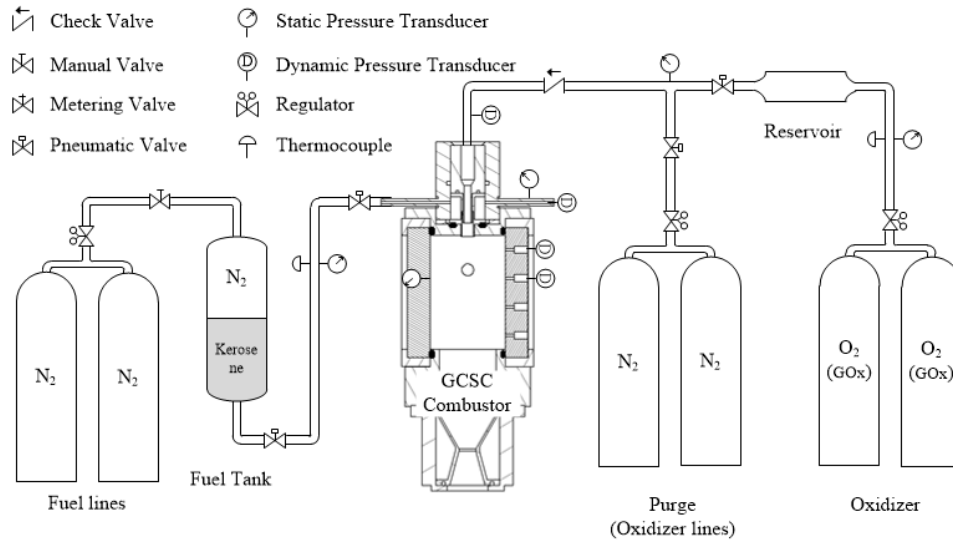 Check Valve
Static Pressure Transducer
Manual Valve
D
Dynamic Pressure Transducer
Metering Valve
Regulator
Pneumatic Valve
Thermocouple
D
Reservoir
D
N₂
D
D
N₂
N₂
Kerose
ne
GCSC
Combustor
N₂
N₂
O₂
(GOx)
O₂
(GOx)
Fuel Tank
Fuel lines
Purge
(Oxidizer lines)
Oxidizer